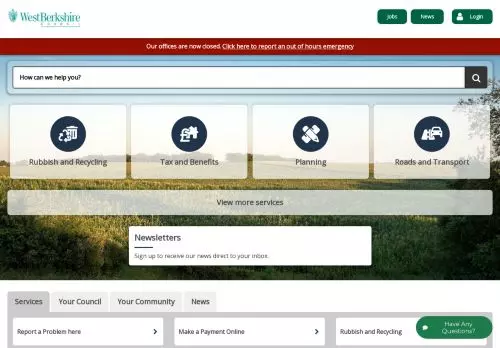 WestBerkshire
COUNCIL
Jobs
News
Login
Our offices are now closed. Click here to report an out of hours emergency
How can we help you?
Rubbish and Recycling
Tax and Benefits
Planning
Roads and Transport
View more services
Newsletters
Sign up to receive our news direct to your inbox.
Services
Your Council
Your Community
News
Report a Problem here
Make a Payment Online
Rubbish and Recycling
Have Any
Questions?